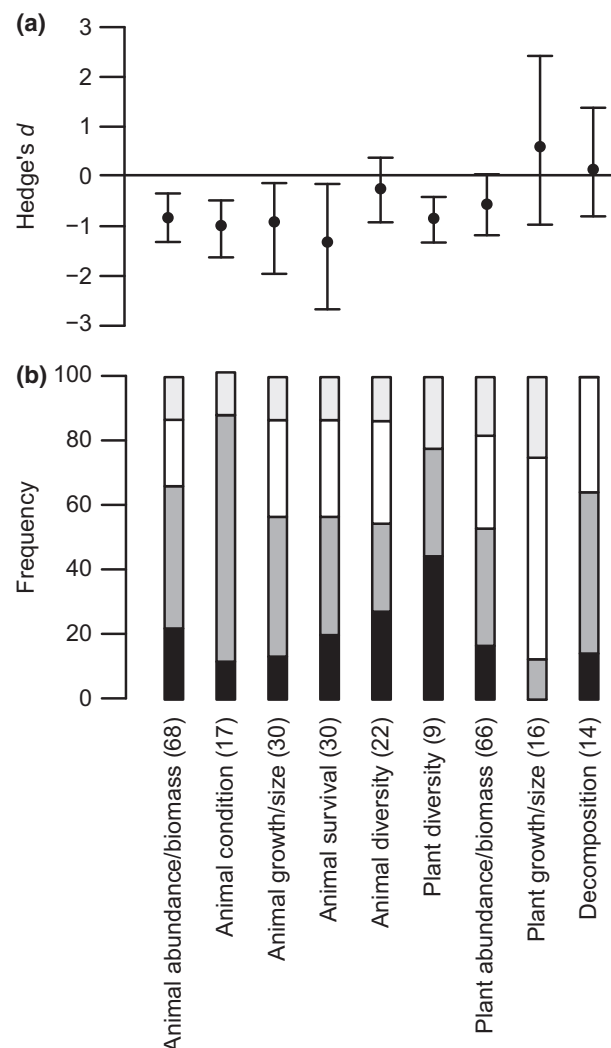 (a)
3
2
1
0
−1
−2
−3
Hedge's d
(b)
100
80
60
40
20
0
Frequency
Animal abundance/biomass (68)
Animal condition (17)
Animal growth/size (30)
Animal survival (30)
Animal diversity (22)
Plant diversity (9)
Plant abundance/biomass (66)
Plant growth/size (16)
Decomposition (14)